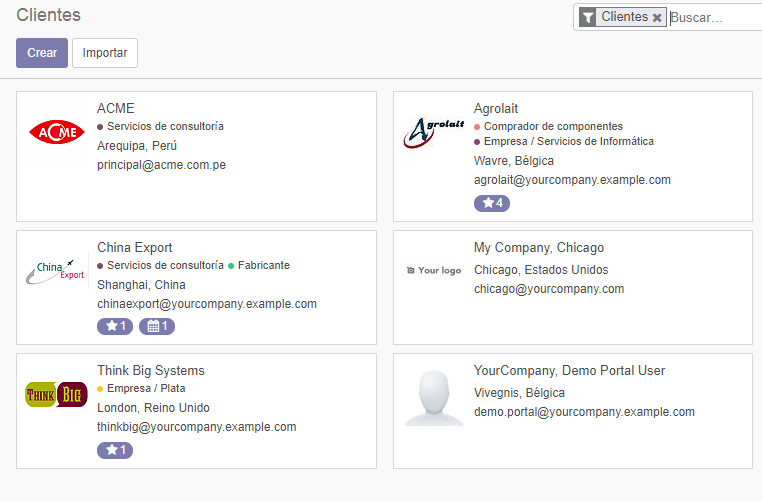 Clientes
Clientes
Buscar...
Crear
Importar
ACME
ACME
Servicios de consultoría
Arequipa, Perú
principal@acme.com.pe
Agrolait
Agrolait
Comprador de componentes
Empresa / Servicios de Informática
Wavre, Bélgica
agrolait@yourcompany.example.com
4
China Export
China Export
Servicios de consultoría Fabricante
Shanghai, China
chinaexport@yourcompany.example.com
1 1
Your logo
My Company, Chicago
Chicago, Estados Unidos
chicago@yourcompany.com
THINK BIG
Think Big Systems
Empresa / Plata
London, Reino Unido
thinkbig@yourcompany.example.com
1
YourCompany, Demo Portal User
Vivegnis, Bélgica
demo.portal@yourcompany.example.com